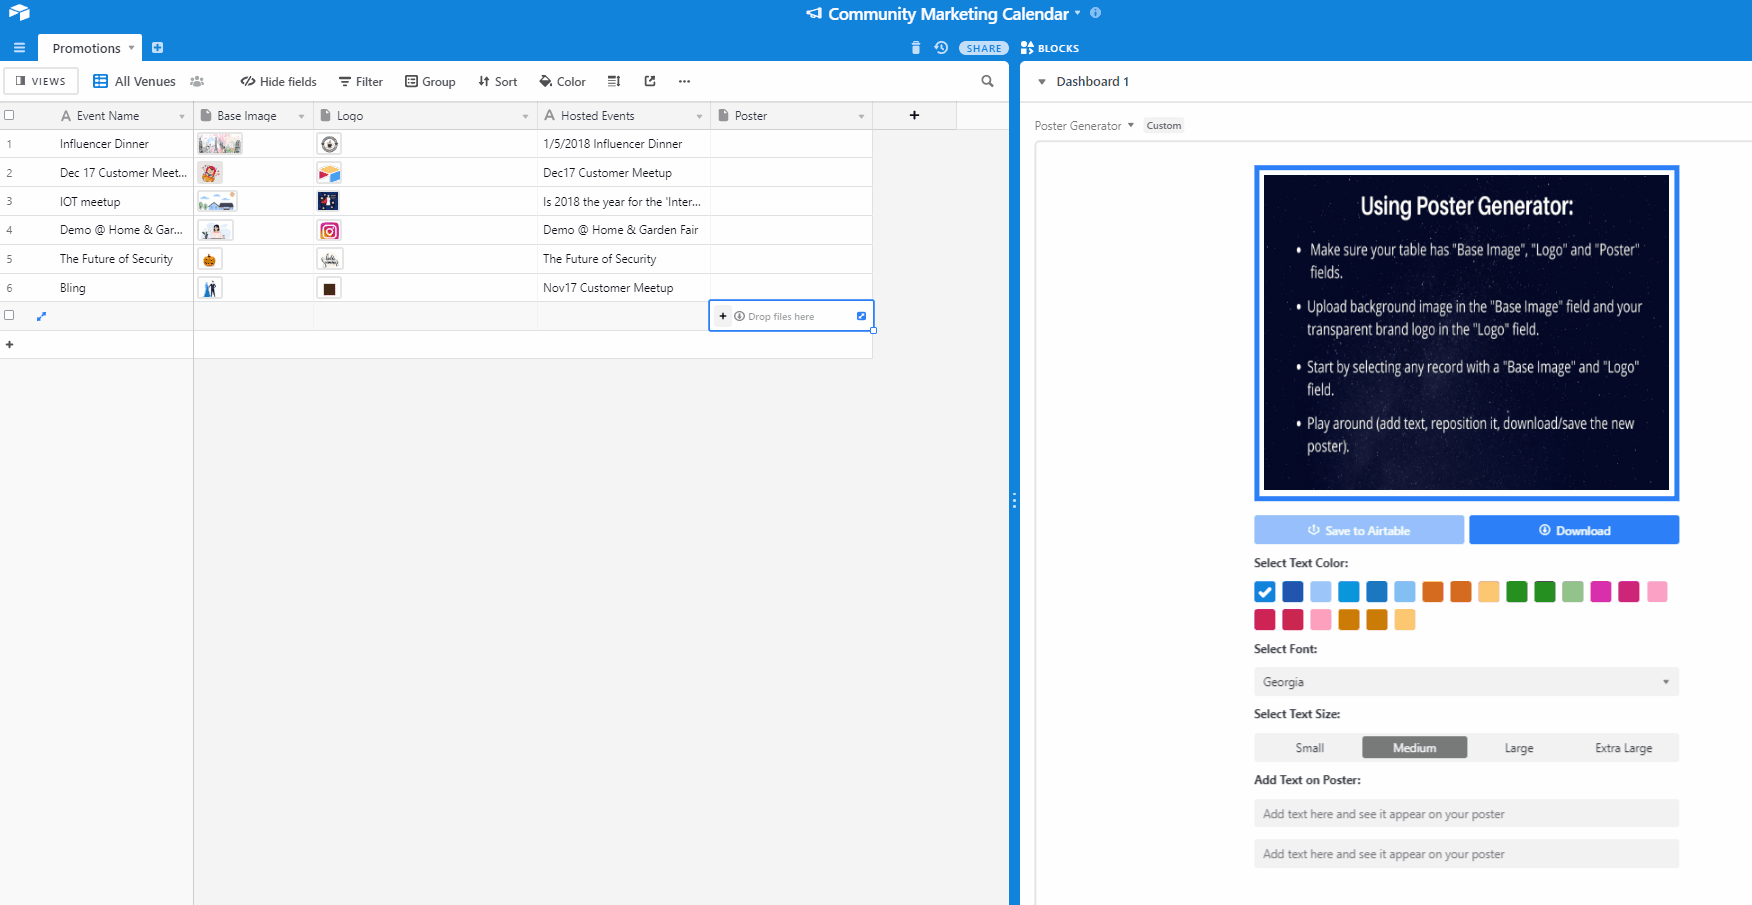 Community Marketing Calendar
Promotions
SHARE
BLOCKS
VIEWS
All Venues
Hide fields
Filter
Group
Sort
Color
Dashboard 1
Event Name
Base Image
Logo
Hosted Events
Poster
Poster Generator
Custom
1
Influencer Dinner
1/5/2018 Influencer Dinner
2
Dec 17 Customer Meet...
Dec17 Customer Meetup
3
IOT meetup
Is 2018 the year for the 'Inter...
4
Demo @ Home & Gar...
Demo @ Home & Garden Fair
5
The Future of Security
The Future of Security
6
Bling
Nov17 Customer Meetup
Drop files here
Using Poster Generator:
• Make sure your table has "Base Image", "Logo" and "Poster"
fields.
• Upload background image in the "Base Image" field and your
transparent brand logo in the "Logo" field.
• Start by selecting any record with a "Base Image" and "Logo"
field.
• Play around (add text, reposition it, download/save the new
poster).
Save to Airtable
Download
Select Text Color:
Select Font:
Georgia
Select Text Size:
Small
Medium
Large
Extra Large
Add Text on Poster:
Add text here and see it appear on your poster
Add text here and see it appear on your poster